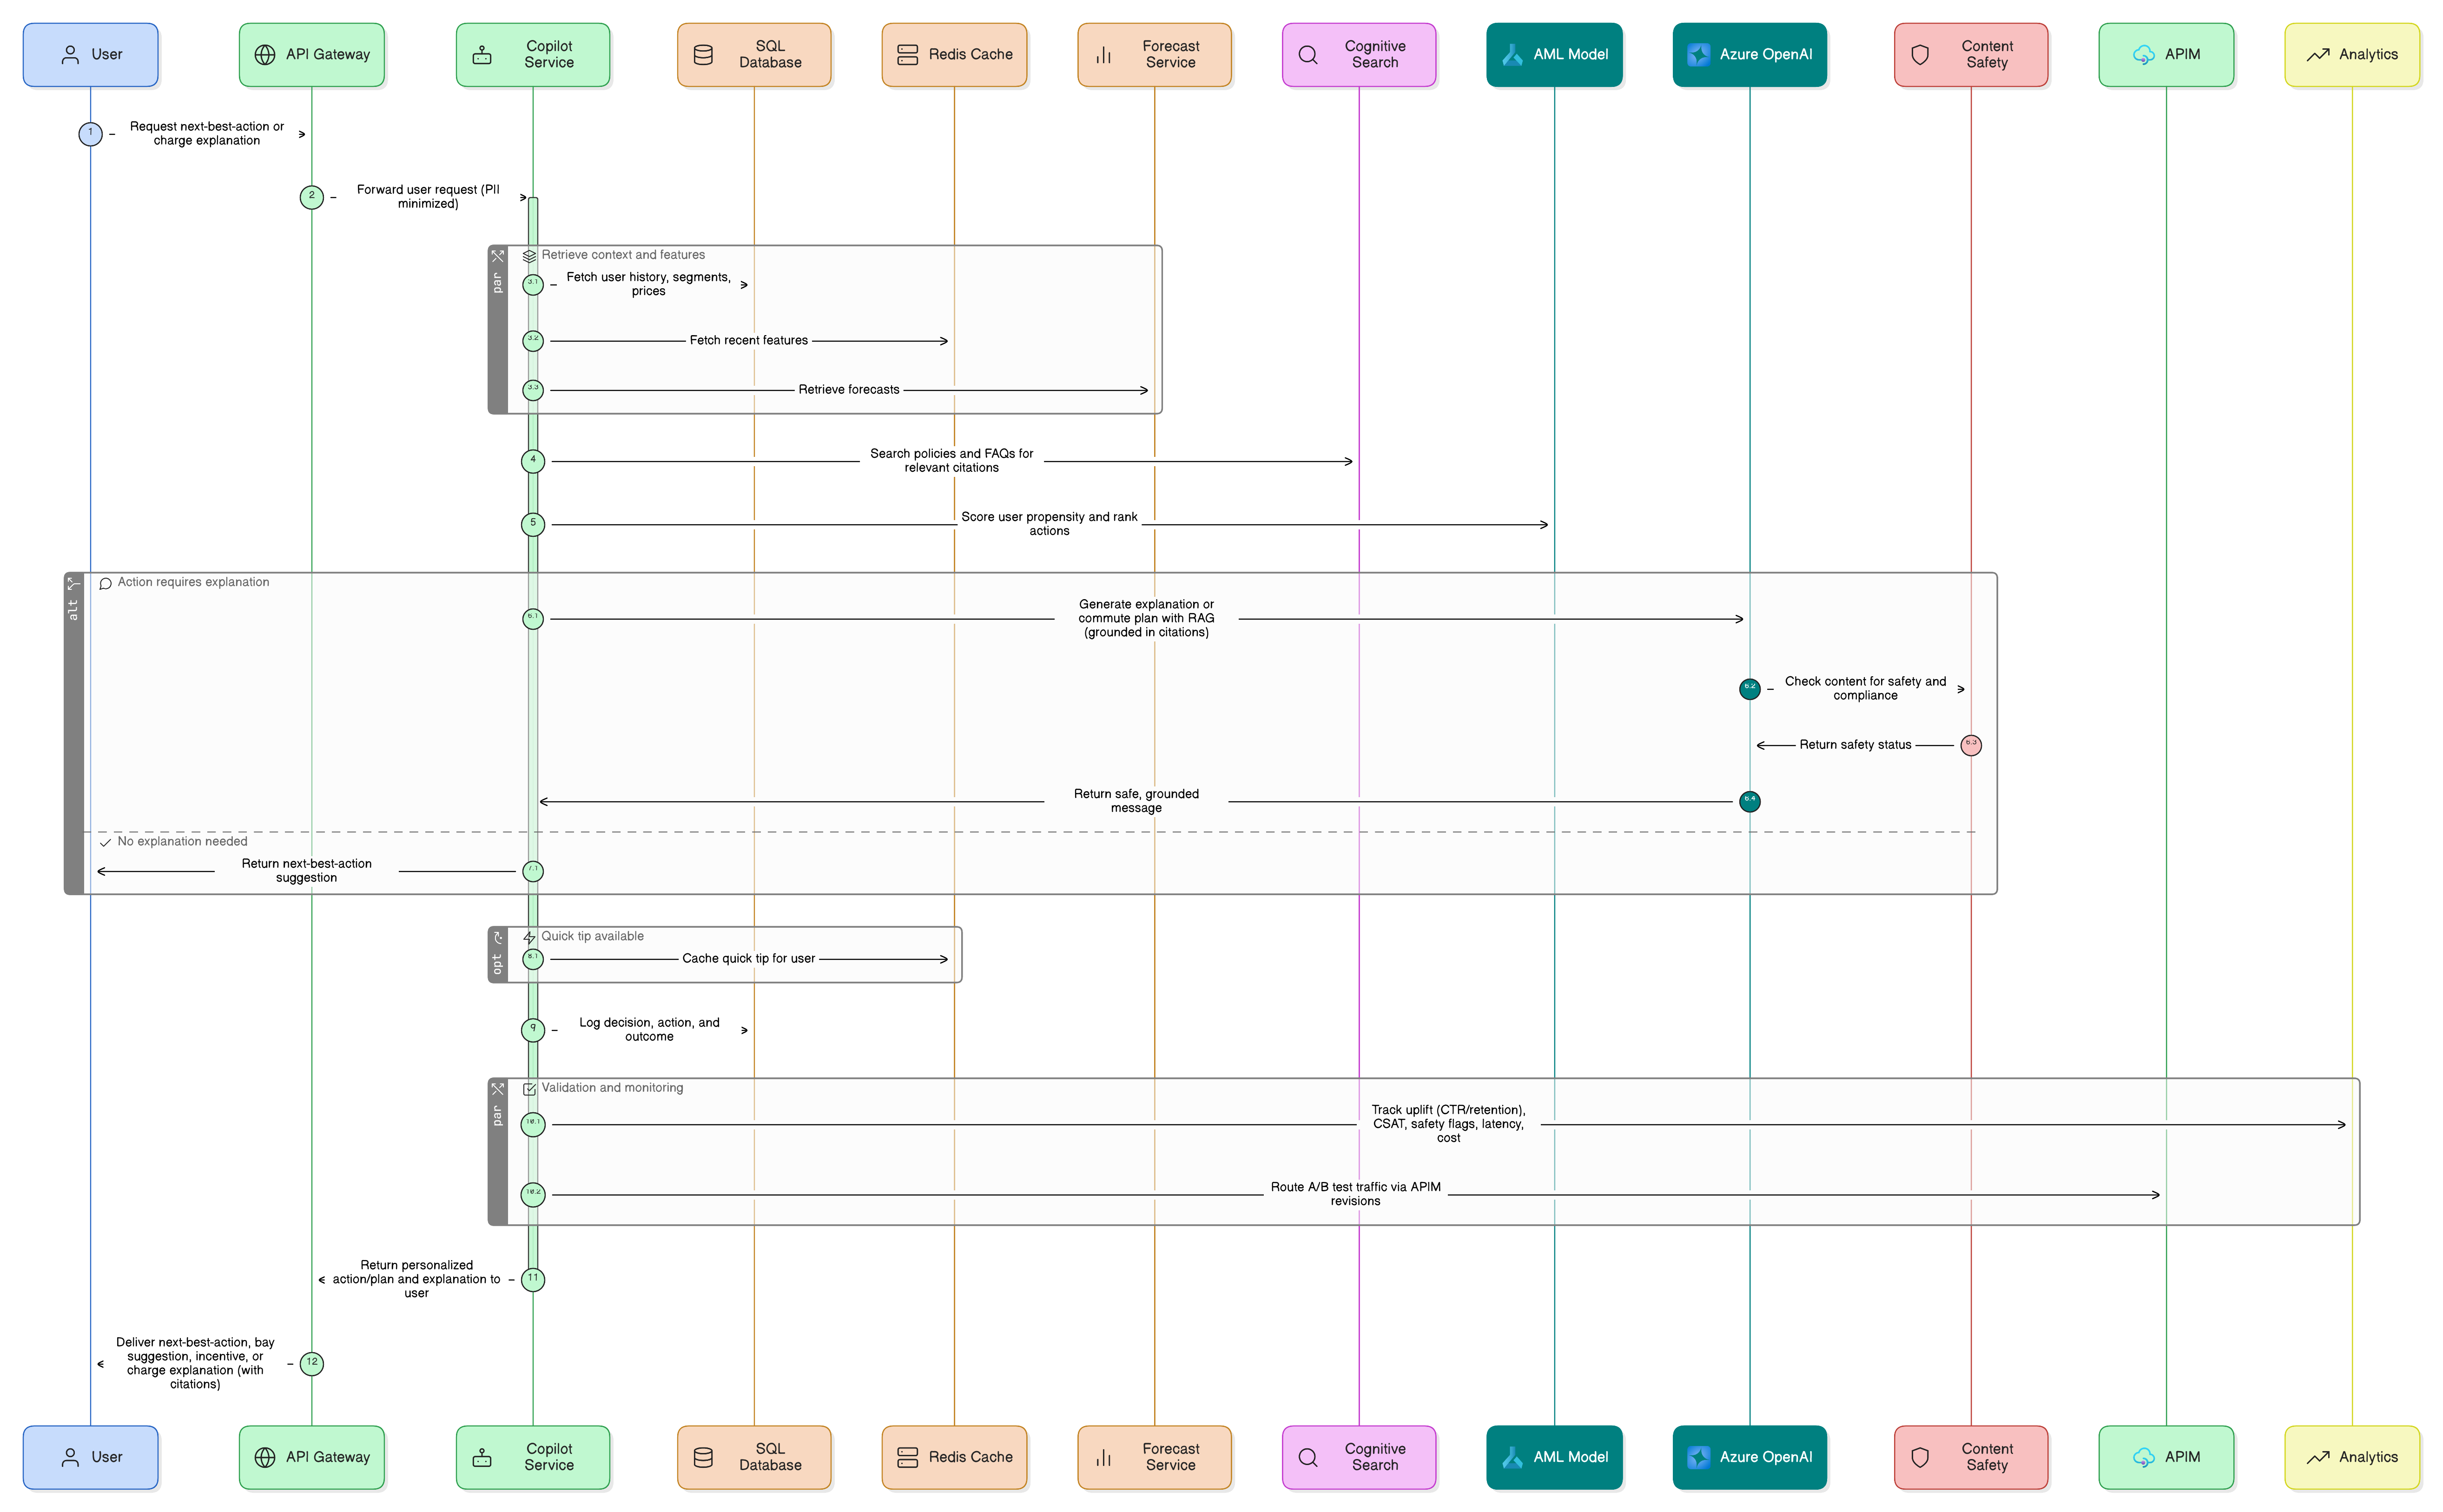 User
API Gateway
Copilot
Service
SQL
Database
Redis Cache
Forecast
Service
Cognitive
Search
AML Model
Azure OpenAI
Content
Safety
APIM
Analytics
1
Request next-best-action or
charge explanation
2
Forward user request (PII
minimized)
par
Retrieve context and features
3.1
Fetch user history, segments,
prices
3.2
Fetch recent features
3.3
Retrieve forecasts
4
Search policies and FAQs for
relevant citations
5
Score user propensity and rank
actions
alt
Action requires explanation
6.1
Generate explanation or
commute plan with RAG
(grounded in citations)
6.2
Check content for safety and
compliance
Return safety status
6.3
Return safe, grounded
message
6.4
No explanation needed
Return next-best-action
suggestion
7.1
opt
Quick tip available
8.1
Cache quick tip for user
9
Log decision, action, and
outcome
par
Validation and monitoring
10.1
Track uplift (CTR/retention),
CSAT, safety flags, latency,
cost
10.2
Route A/B test traffic via APIM
revisions
Return personalized
action/plan and explanation to
user
11
Deliver next-best-action, bay
suggestion, incentive, or
charge explanation (with
citations)
12
User
API Gateway
Copilot
Service
SQL
Database
Redis Cache
Forecast
Service
Cognitive
Search
AML Model
Azure OpenAI
Content
Safety
APIM
Analytics